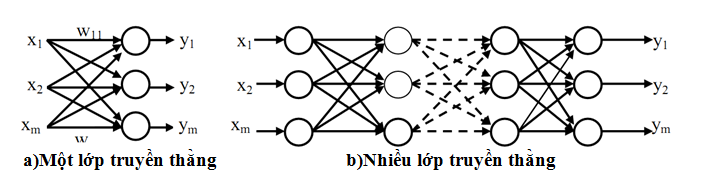 x1 w11 y1 x1 y1
x2 y2 x2 y2
xm w ym xm ym
a)Một lớp truyền thẳng b)Nhiều lớp truyền thẳng